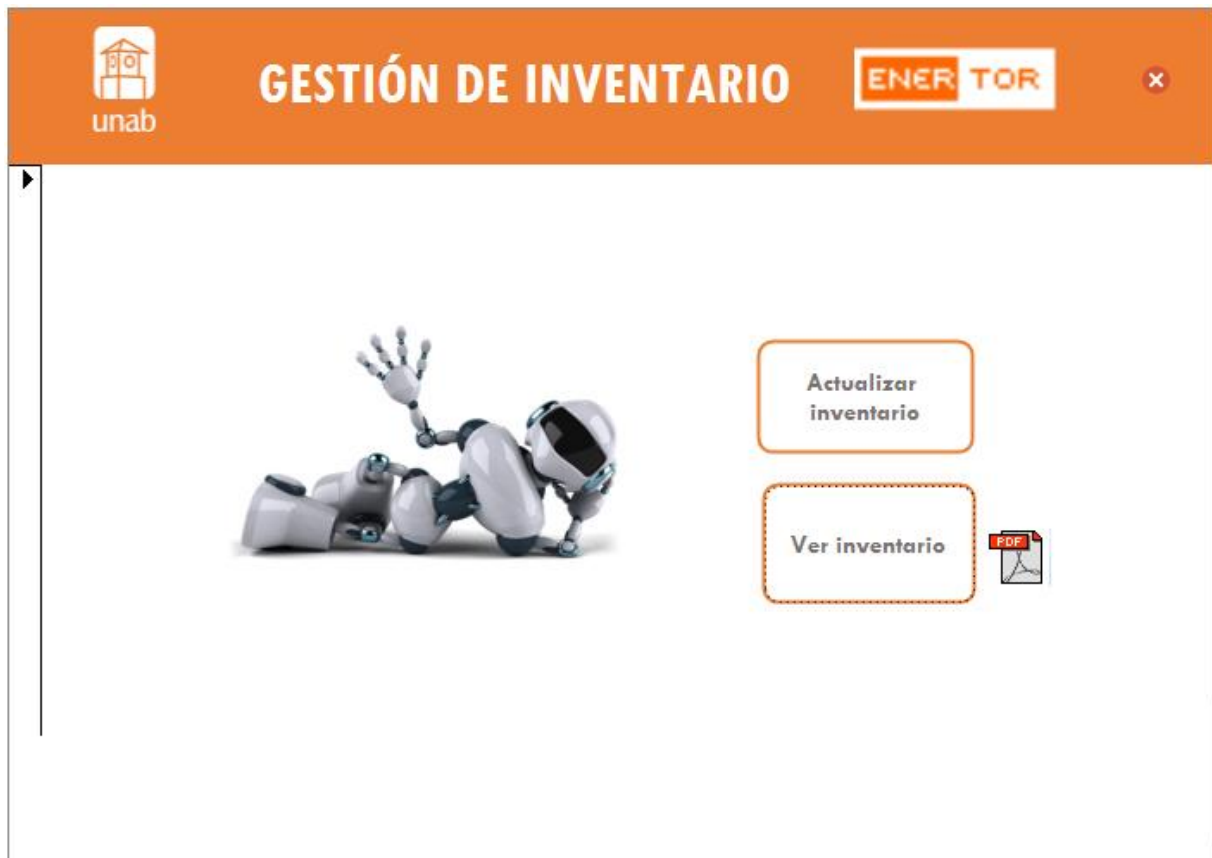 unab
GESTIÓN DE INVENTARIO
ENER TOR
Actualizar
inventario
Ver inventario
PDF